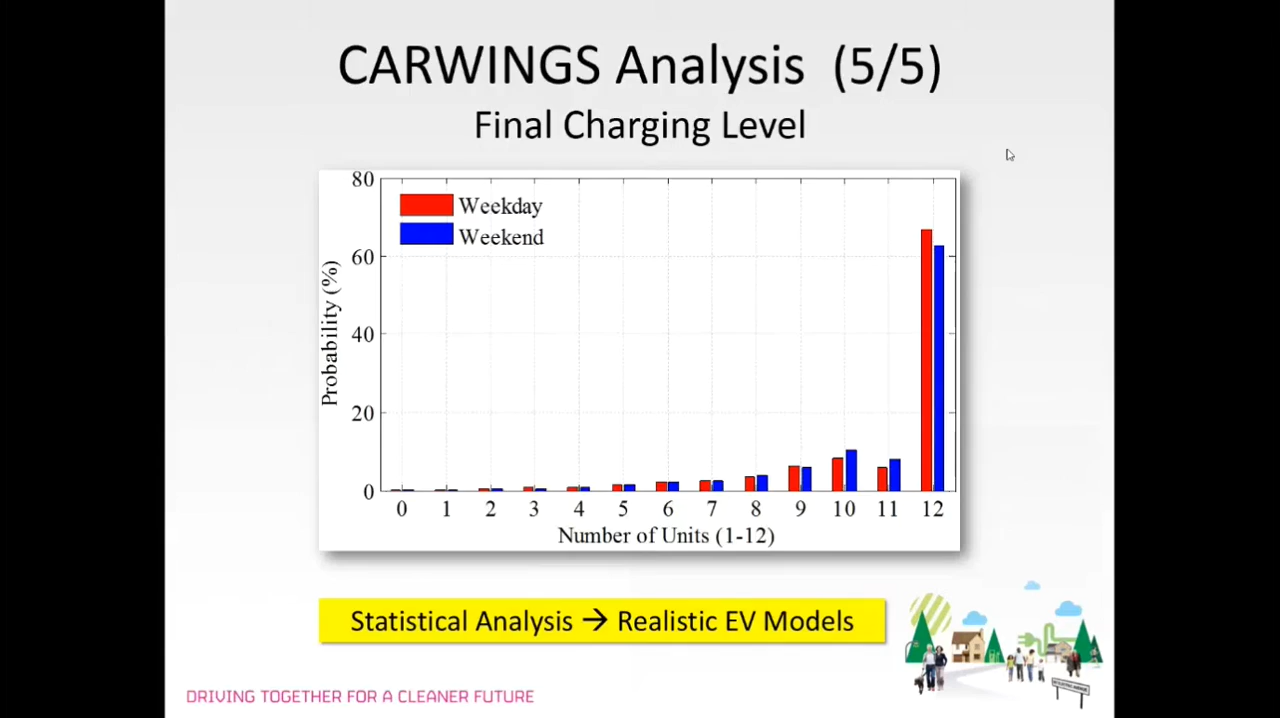 CARWINGS Analysis (5/5)
Final Charging Level
80
60
40
20
0
Probability (%)
Weekday
Weekend
0 1 2 3 4 5 6 7 8 9 10 11 12
Number of Units (1-12)
Statistical Analysis → Realistic EV Models
DRIVING TOGETHER FOR A CLEANER FUTURE